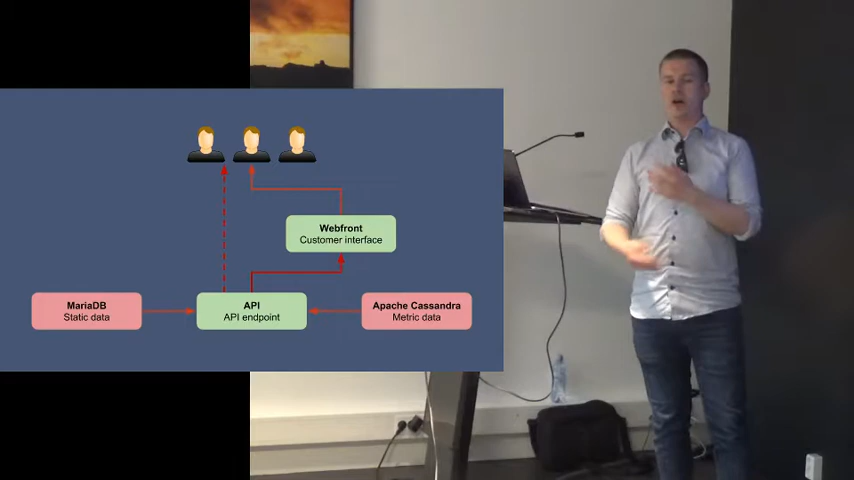 Webfront
Customer interface
MariaDB
Static data
API
API endpoint
Apache Cassandra
Metric data